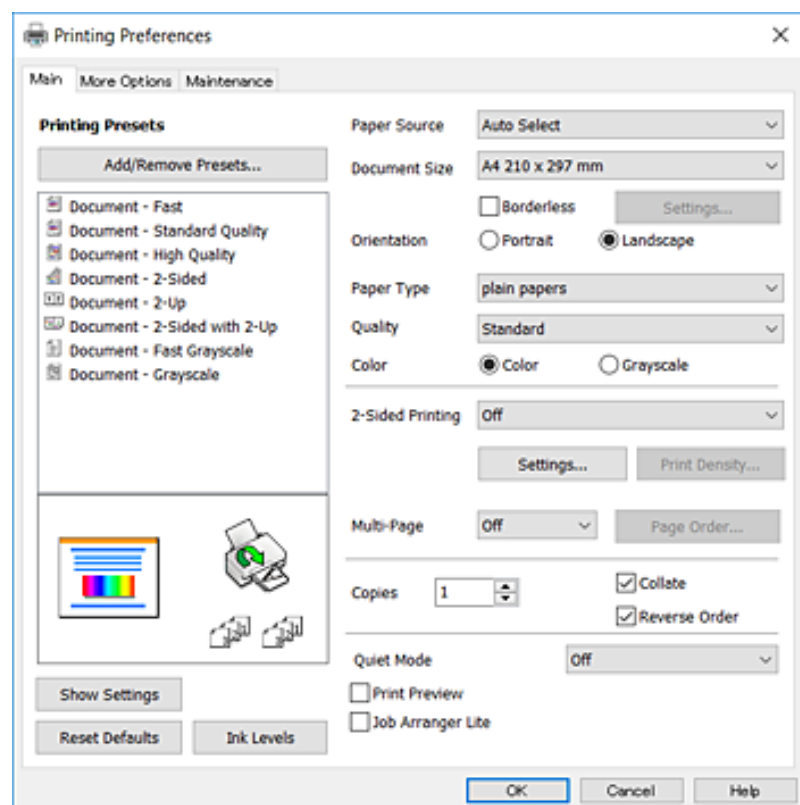 Printing Preferences
Main More Options Maintenance
Printing Presets
Add/Remove Presets...
Document - Fast
Document - Standard Quality
Document - High Quality
Document - 2-Sided
Document - 2-Up
Document - 2-Sided with 2-Up
Document - Fast Grayscale
Document - Grayscale
Show Settings
Reset Defaults Ink Levels
Paper Source Auto Select
Document Size A4 210 x 297 mm
Borderless Settings...
Orientation Portrait Landscape
Paper Type plain papers
Quality Standard
Color Color Grayscale
2-Sided Printing Off
Settings... Print Density...
Multi-Page Off Page Order...
Copies 1 Collate
Reverse Order
Quiet Mode Off
Print Preview
Job Arranger Lite
OK Cancel Help